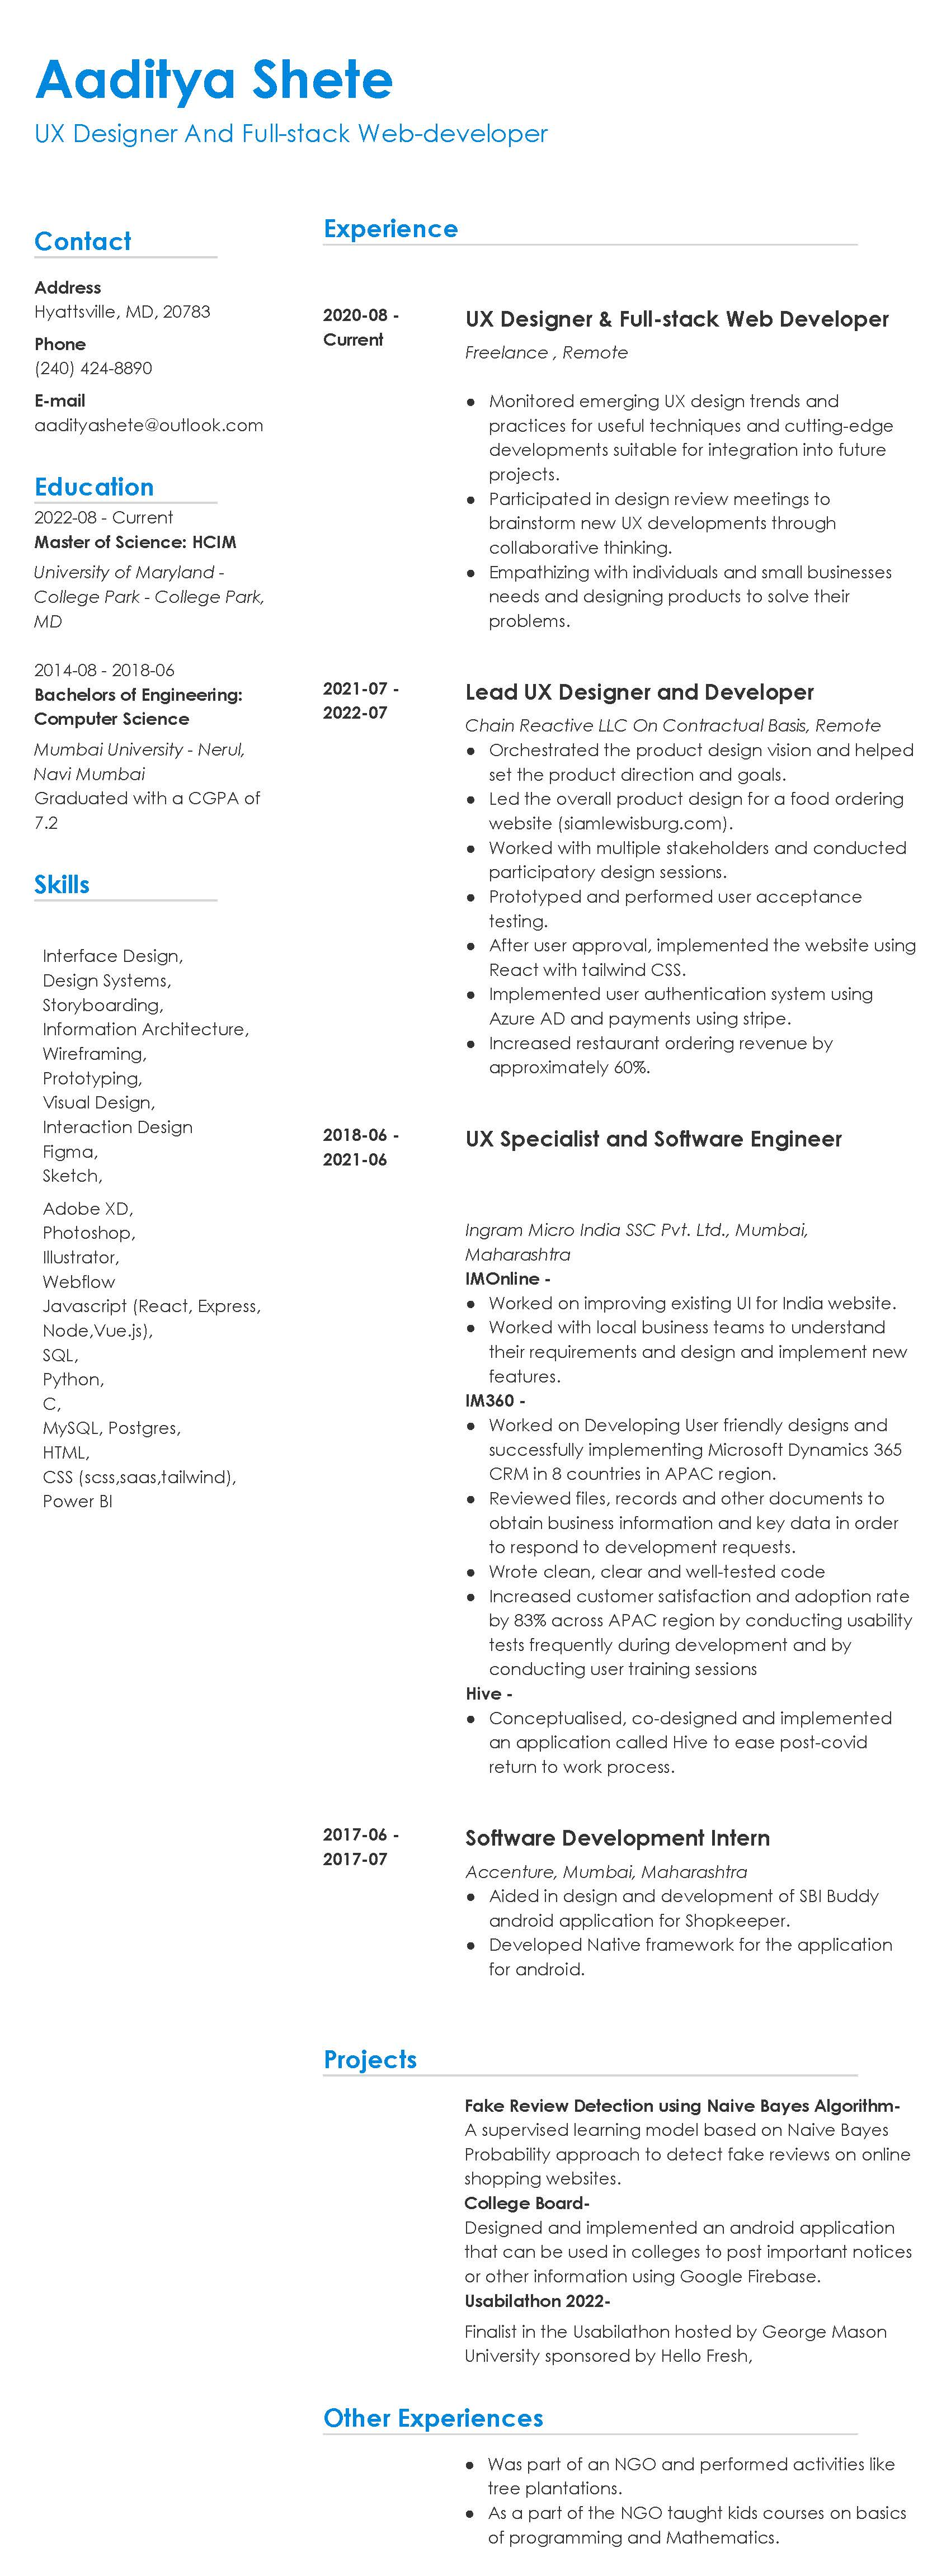 Aaditya Shete
UX Designer And Full-stack Web-developer
Contact
Address
Hyattsville, MD, 20783
Phone
(240) 424-8890
E-mail
aadityashete@outlook.com
Education
2022-08 - Current
Master of Science: HCIM
University of Maryland -
College Park - College Park,
MD
2014-08 - 2018-06
Bachelors of Engineering:
Computer Science
Mumbai University - Nerul,
Navi Mumbai
Graduated with a CGPA of
7.2
Skills
Interface Design,
Design Systems,
Storyboarding,
Information Architecture,
Wireframing,
Prototyping,
Visual Design,
Interaction Design
Figma,
Sketch,
Adobe XD,
Photoshop,
Illustrator,
Webflow
Javascript (React, Express,
Node,Vue.js),
SQL,
Python,
C,
MySQL, Postgres,
HTML,
CSS (scss,saas,tailwind),
Power BI
Experience
2020-08 -
Current
UX Designer & Full-stack Web Developer
Freelance , Remote
● Monitored emerging UX design trends and
practices for useful techniques and cutting-edge
developments suitable for integration into future
projects.
● Participated in design review meetings to
brainstorm new UX developments through
collaborative thinking.
● Empathizing with individuals and small businesses
needs and designing products to solve their
problems.
2021-07 -
2022-07
Lead UX Designer and Developer
Chain Reactive LLC On Contractual Basis, Remote
● Orchestrated the product design vision and helped
set the product direction and goals.
● Led the overall product design for a food ordering
website (siamlewisburg.com).
● Worked with multiple stakeholders and conducted
participatory design sessions.
● Prototyped and performed user acceptance
testing.
● After user approval, implemented the website using
React with tailwind CSS.
● Implemented user authentication system using
Azure AD and payments using stripe.
● Increased restaurant ordering revenue by
approximately 60%.
2018-06 -
2021-06
UX Specialist and Software Engineer
Ingram Micro India SSC Pvt. Ltd., Mumbai,
Maharashtra
IMOnline -
● Worked on improving existing UI for India website.
● Worked with local business teams to understand
their requirements and design and implement new
features.
IM360 -
● Worked on Developing User friendly designs and
successfully implementing Microsoft Dynamics 365
CRM in 8 countries in APAC region.
● Reviewed files, records and other documents to
obtain business information and key data in order
to respond to development requests.
● Wrote clean, clear and well-tested code
● Increased customer satisfaction and adoption rate
by 83% across APAC region by conducting usability
tests frequently during development and by
conducting user training sessions
Hive -
● Conceptualised, co-designed and implemented
an application called Hive to ease post-covid
return to work process.
2017-06 -
2017-07
Software Development Intern
Accenture, Mumbai, Maharashtra
● Aided in design and development of SBI Buddy
android application for Shopkeeper.
● Developed Native framework for the application
for android.
Projects
Fake Review Detection using Naive Bayes Algorithm-
A supervised learning model based on Naive Bayes
Probability approach to detect fake reviews on online
shopping websites.
College Board-
Designed and implemented an android application
that can be used in colleges to post important notices
or other information using Google Firebase.
Usabilathon 2022-
Finalist in the Usabilathon hosted by George Mason
University sponsored by Hello Fresh,
Other Experiences
● Was part of an NGO and performed activities like
tree plantations.
● As a part of the NGO taught kids courses on basics
of programming and Mathematics.